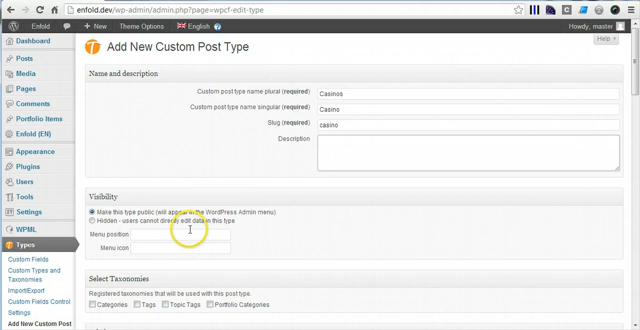 enfold.dev/wp-admin/admin.php?page=wpcf-edit-type
Enfold
+ New
Theme Options
English
Howdy, master
Help
Dashboard
Posts
Media
Pages
Comments
Portfolio Items
Enfold (EN)
Appearance
Plugins
Users
Tools
Settings
WPML
Types
Custom Fields
Custom Types and
Taxonomies
Import/Export
Custom Fields Control
Settings
Add New Custom Post
Add New Custom Post Type
Name and description
Custom post type name plural (required)
Casinos
Custom post type name singular (required)
Casino
Slug (required)
casino
Description
Visibility
Make this type public (will appear in the WordPress Admin menu)
Hidden - users cannot directly edit data in this type
Menu position
Menu icon
Select Taxonomies
Registered taxonomies that will be used with this post type.
Categories
Tags
Topic Tags
Portfolio Categories